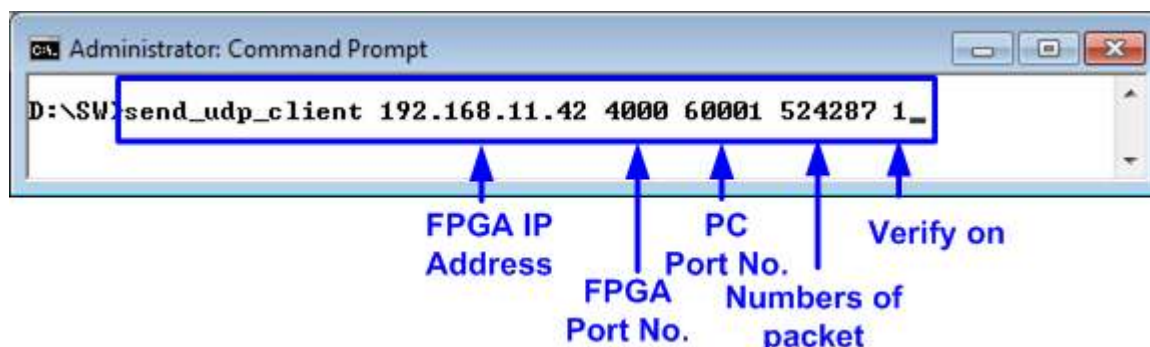 Administrator: Command Prompt
D:\SW>send_udp_client 192.168.11.42 4000 60001 524287 1_
FPGA IP
Address
FPGA
Port No.
PC
Port No.
Numbers of
packet
Verify on